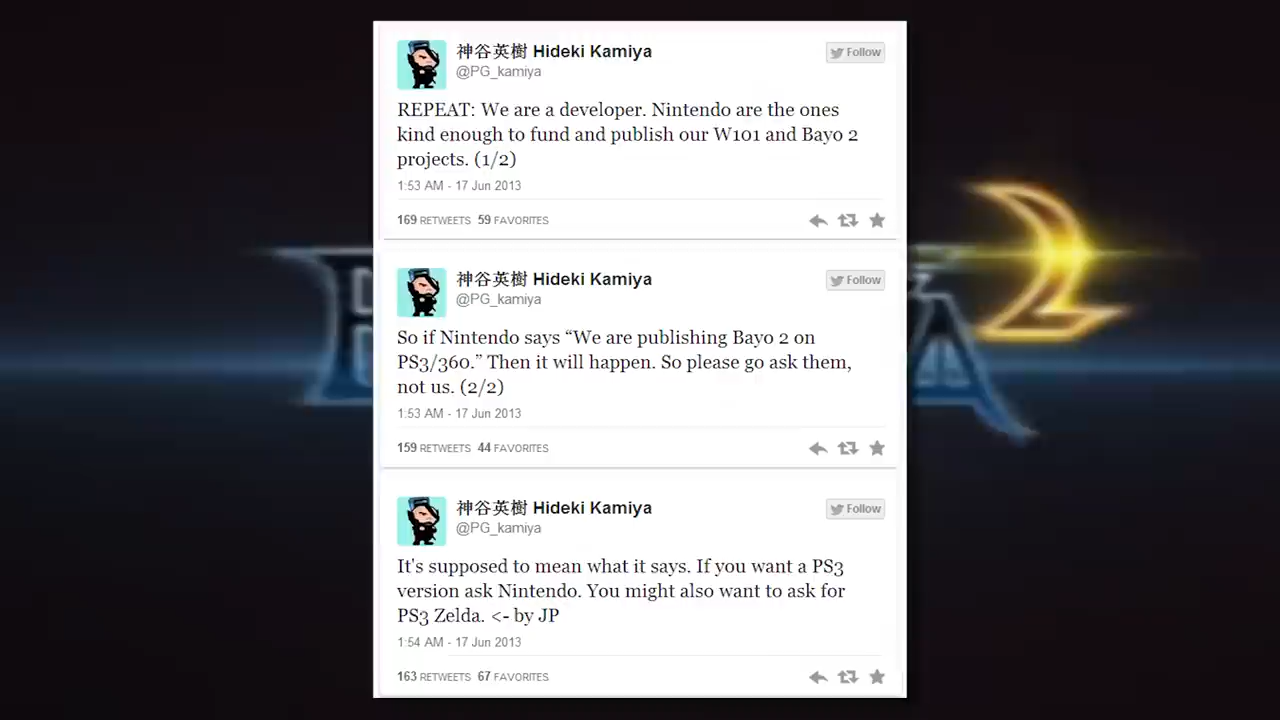 神谷英樹 Hideki Kamiya
Follow
@PG_kamiya
REPEAT: We are a developer. Nintendo are the ones
kind enough to fund and publish our W101 and Bayo 2
projects. (1/2)
1:53 AM - 17 Jun 2013
169 RETWEETS 59 FAVORITES
神谷英樹 Hideki Kamiya
Follow
@PG_kamiya
So if Nintendo says “We are publishing Bayo 2 on
PS3/360.” Then it will happen. So please go ask them,
not us. (2/2)
1:53 AM - 17 Jun 2013
159 RETWEETS 44 FAVORITES
神谷英樹 Hideki Kamiya
Follow
@PG_kamiya
It's supposed to mean what it says. If you want a PS3
version ask Nintendo. You might also want to ask for
PS3 Zelda. <- by JP
1:54 AM - 17 Jun 2013
163 RETWEETS 67 FAVORITES
2